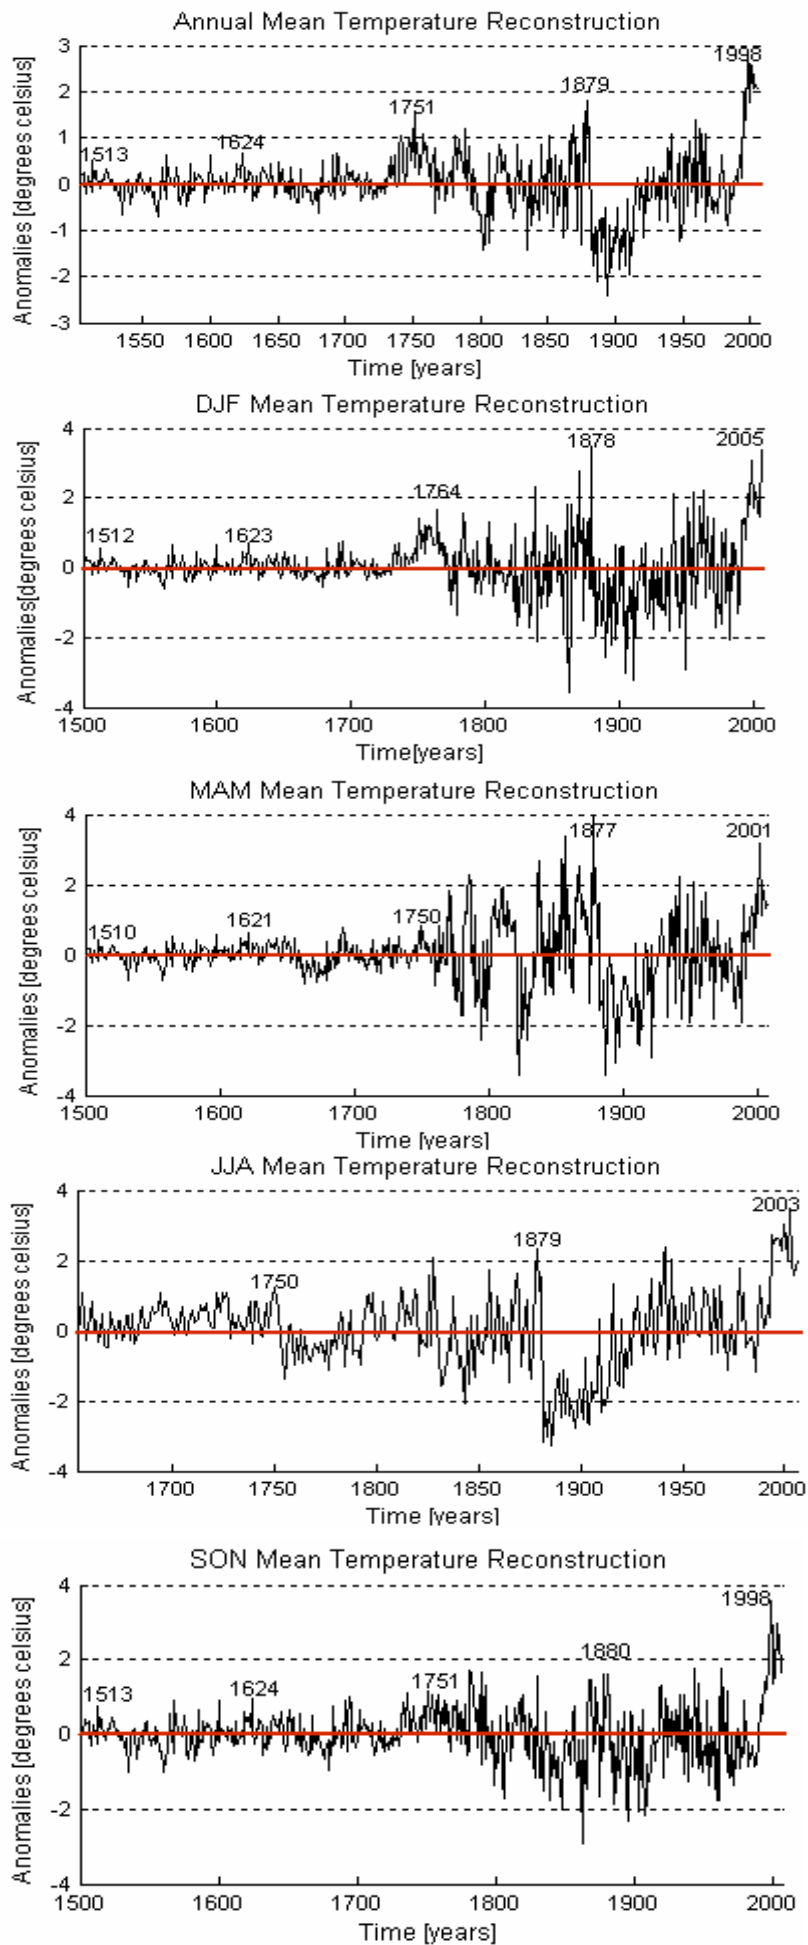 Annual Mean Temperature Reconstruction
Anomalies [degrees celsius]
3
2
1
0
-1
-2
-3
1513
1624
1751
1879
1998
1550 1600 1650 1700 1750 1800 1850 1900 1950 2000
Time [years]
DJF Mean Temperature Reconstruction
Anomalies[degrees celsius]
4
2
0
-2
-4
1512
1623
1764
1878
2005
1500 1600 1700 1800 1900 2000
Time[years]
MAM Mean Temperature Reconstruction
Anomalies [degrees celsius]
4
2
0
-2
-4
1510
1621
1750
1877
2001
1500 1600 1700 1800 1900 2000
Time [years]
JJA Mean Temperature Reconstruction
Anomalies [degrees celsius]
4
2
0
-2
-4
1750
1879
2003
1700 1750 1800 1850 1900 1950 2000
Time [years]
SON Mean Temperature Reconstruction
Anomalies [degrees celsius]
4
2
0
-2
-4
1513
1624
1751
1880
1998
1500 1600 1700 1800 1900 2000
Time [years]